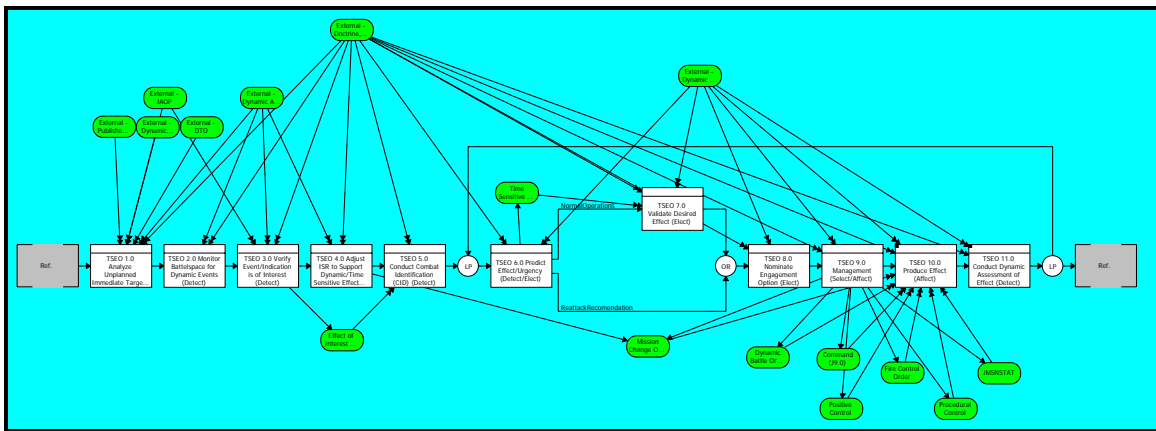 External -
Doctrine...
External -
Dynamic ...
External -
JAGP
External -
Dynamic A...
External -
Publishe...
External -
Dynamic...
External -
DTO
Time
Sensitive ...
TSEO 7.0
Validate Desired
Effect (Elect)
NormalOperations
Ref.
TSEO 1.0
Analyze
Unplanned
Immediate Targe...
TSEO 2.0 Monitor
Battelspace for
Dynamic Events
(Detect)
TSEO 3.0 Verify
Event/Indication
is of Interest
(Detect)
TSEO 4.0 Adjust
ISR to Support
Dynamic/Time
Sensitive Effect...
TSEO 5.0
Conduct Combat
Identification
(CID) (Detect)
LP
TSEO 6.0 Predict
Effect/Urgency
(Detect/Elect)
OR
TSEO 8.0
Nominate
Engagement
Option (Elect)
TSEO 9.0
Management
(Select/Affect)
TSEO 10.0
Produce Effect
(Affect)
TSEO 11.0
Conduct Dynamic
Assessment of
Effect (Detect)
LP
Ref.
ReattackRecomendation
Effect of
Interest ...
Mission
Change O...
Dynamic
Battle Or...
Command
(J9.0)
Fire Control
Order
JMSNSTAT
Positive
Control
Procedural
Control